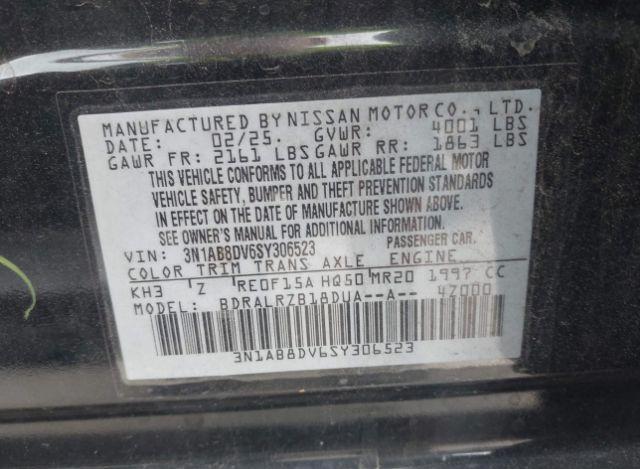 MANUFACTURED BY NISSAN MOTOR CO., LTD.
DATE: 02/25. GVWR: 4001 LBS
GAWR FR: 2161 LBS GAWR RR: 1863 LBS
THIS VEHICLE CONFORMS TO ALL APPLICABLE FEDERAL MOTOR
VEHICLE SAFETY, BUMPER AND THEFT PREVENTION STANDARDS
IN EFFECT ON THE DATE OF MANUFACTURE SHOWN ABOVE.
SEE OWNER'S MANUAL FOR ADDITIONAL INFORMATION.
VIN: 3N1AB8DV6SY306523 PASSENGER CAR.
COLOR TRIM TRANS AXLE ENGINE
KH3 Z RE0F15A HQ50 MR20 1997 CC
MODEL: BDRALRZB18DUA--A-- 47000
3N1AB8DV6SY306523